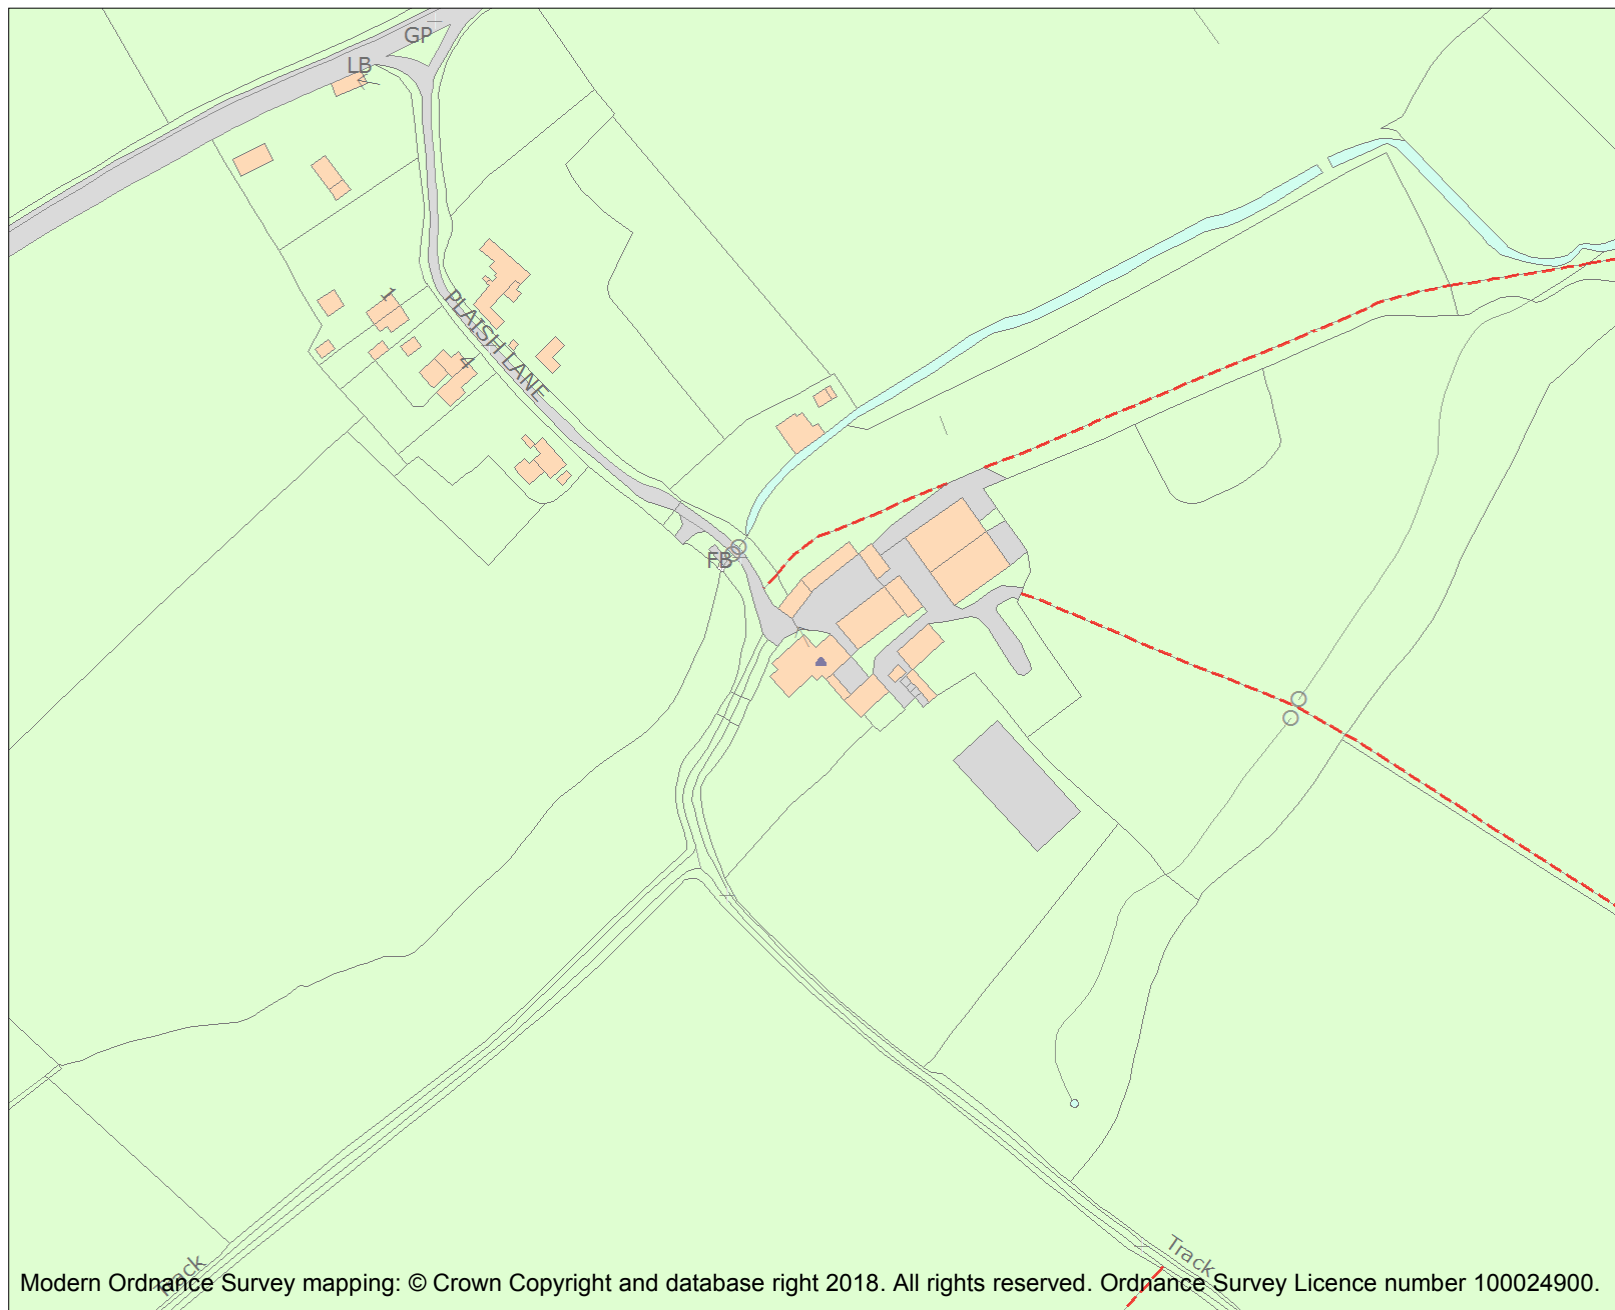 GP
LB
1
PLAISH LANE
4
FB
Track
Track
Modern Ordnance Survey mapping: © Crown Copyright and database right 2018. All rights reserved. Ordnance Survey Licence number 100024900.